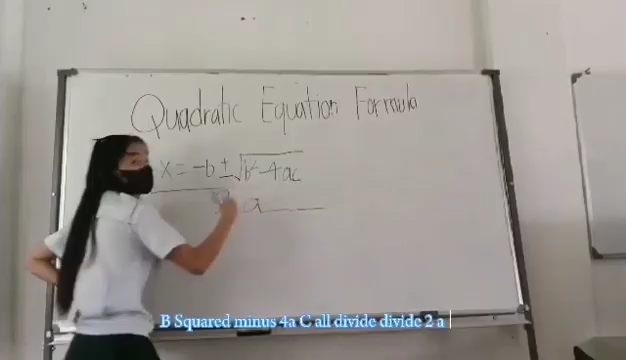 Quadratic Equation Formula
x = -b ± √b²-4ac
a
B Squared minus 4a C all divide divide 2 a